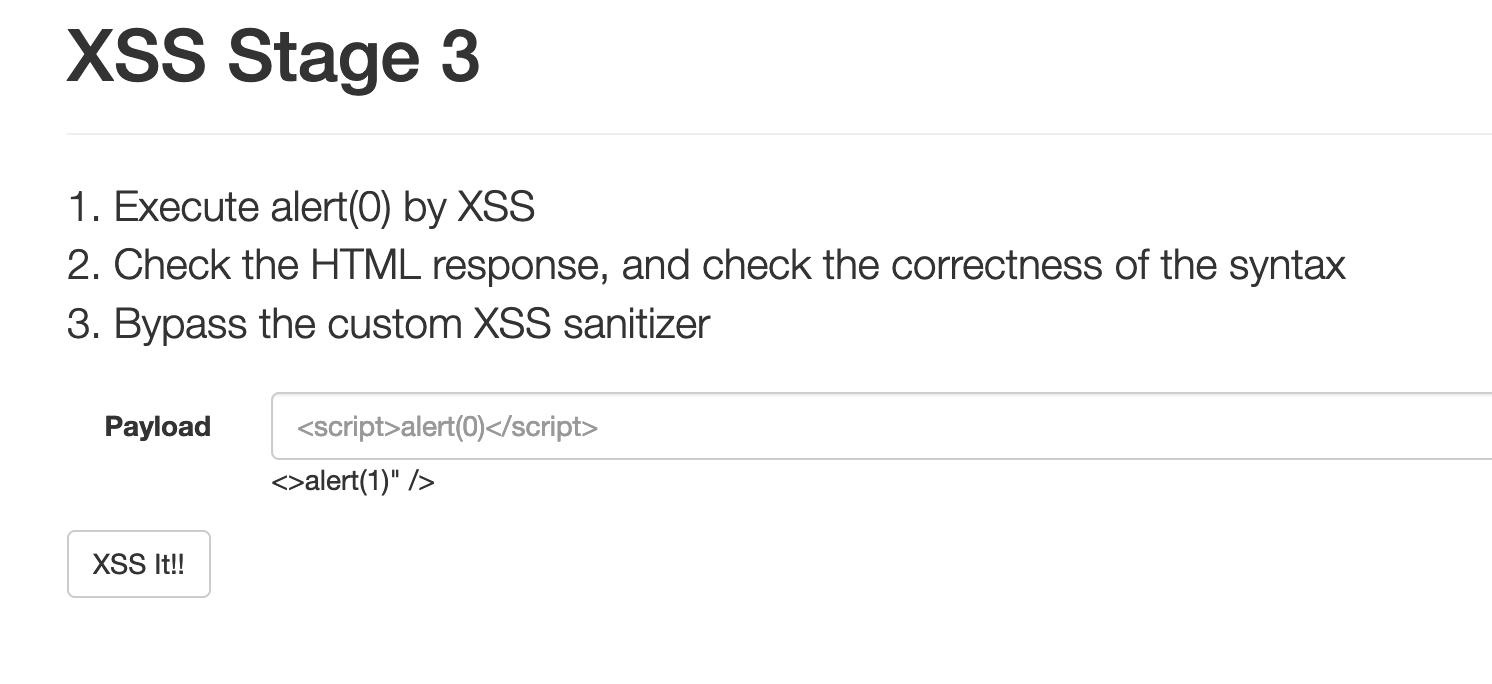 XSS Stage 3
1. Execute alert(0) by XSS
2. Check the HTML response, and check the correctness of the syntax
3. Bypass the custom XSS sanitizer
Payload <script>alert(0)</script>
<>alert(1)" />
XSS It!!